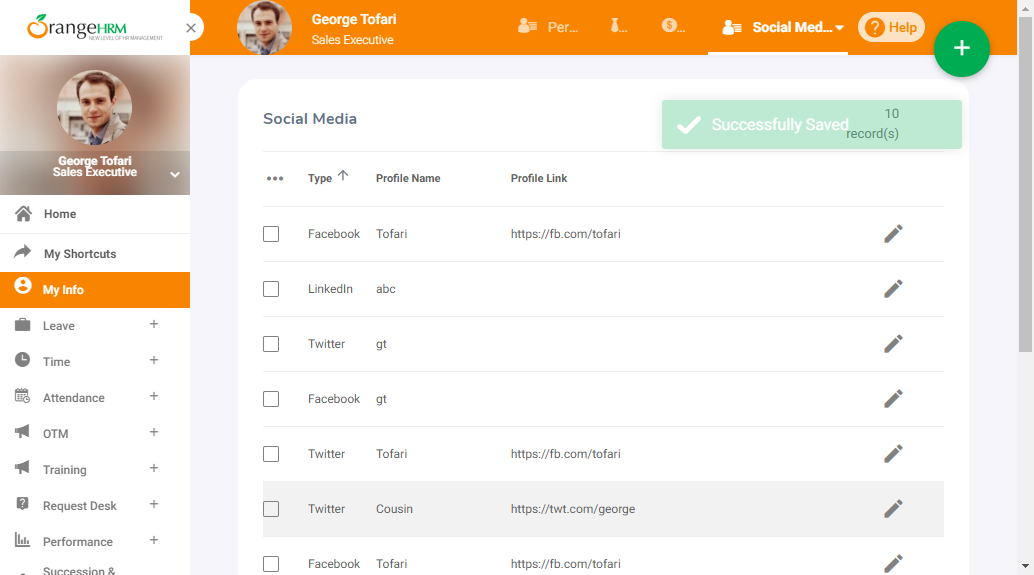 OrangeHRM
NEW LEVEL OF HR MANAGEMENT
George Tofari
Sales Executive
Home
My Shortcuts
My Info
Leave
Time
Attendance
OTM
Training
Request Desk
Performance
Succession &
George Tofari
Sales Executive
Per...
...
$...
Social Med...
? Help
+
Social Media
Successfully Saved
10
record(s)
Type Profile Name Profile Link
Facebook Tofari https://fb.com/tofari
LinkedIn abc
Twitter gt
Facebook gt
Twitter Tofari https://fb.com/tofari
Twitter Cousin https://twt.com/george
Facebook Tofari https://fb.com/tofari